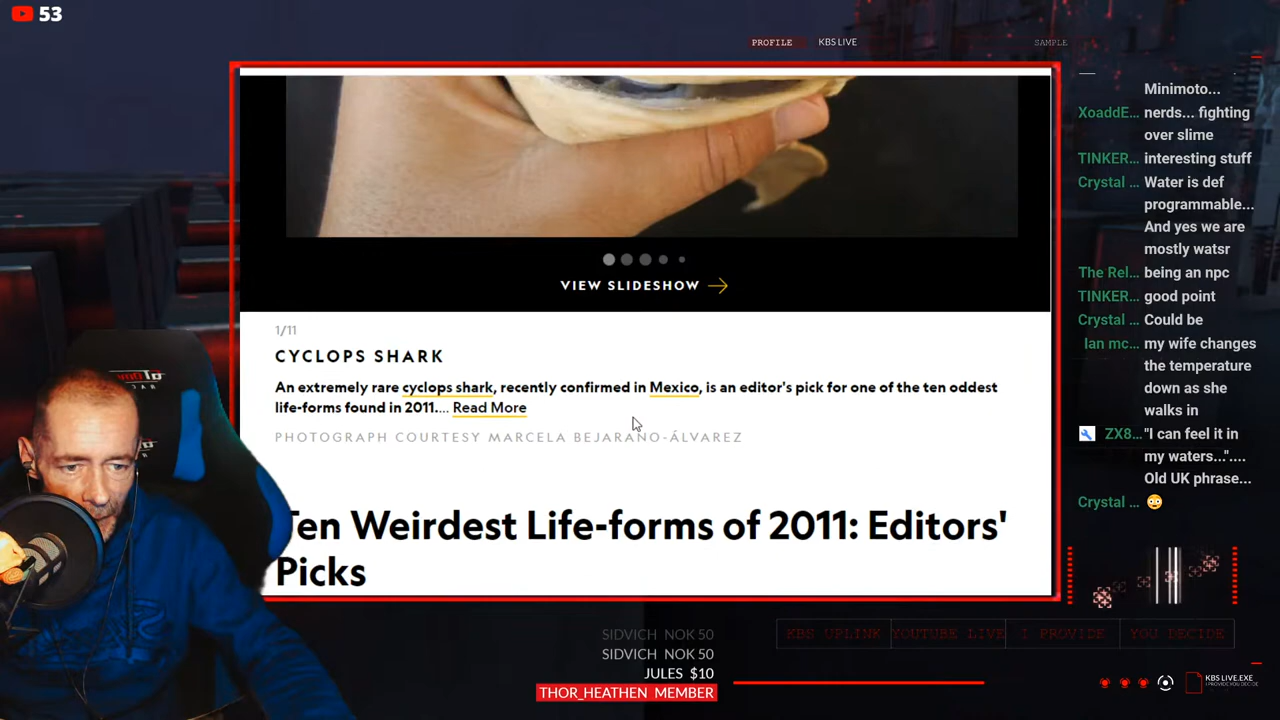 53
PROFILE KBS LIVE SAMPLE
VIEW SLIDESHOW
1/11
CYCLOPS SHARK
An extremely rare cyclops shark, recently confirmed in Mexico, is an editor's pick for one of the ten oddest
life-forms found in 2011.... Read More
PHOTOGRAPH COURTESY MARCELA BEJARANO-ÁLVAREZ
Ten Weirdest Life-forms of 2011: Editors'
Picks
Minimoto...
XoaddE... nerds... fighting
over slime
TINKER... interesting stuff
Crystal ... Water is def
programmable...
And yes we are
mostly watsr
The Rel... being an npc
TINKER... good point
Crystal ... Could be
Ian mc... my wife changes
the temperature
down as she
walks in
ZX8... "I can feel it in
my waters..."....
Old UK phrase...
Crystal ... 😳
KBS UPLINK YOUTUBE LIVE I PROVIDE YOU DECIDE
SIDVICH NOK 50
SIDVICH NOK 50
JULES $10
THOR_HEATHEN MEMBER
KBS LIVE.EXE
I PROVIDE YOU DECIDE